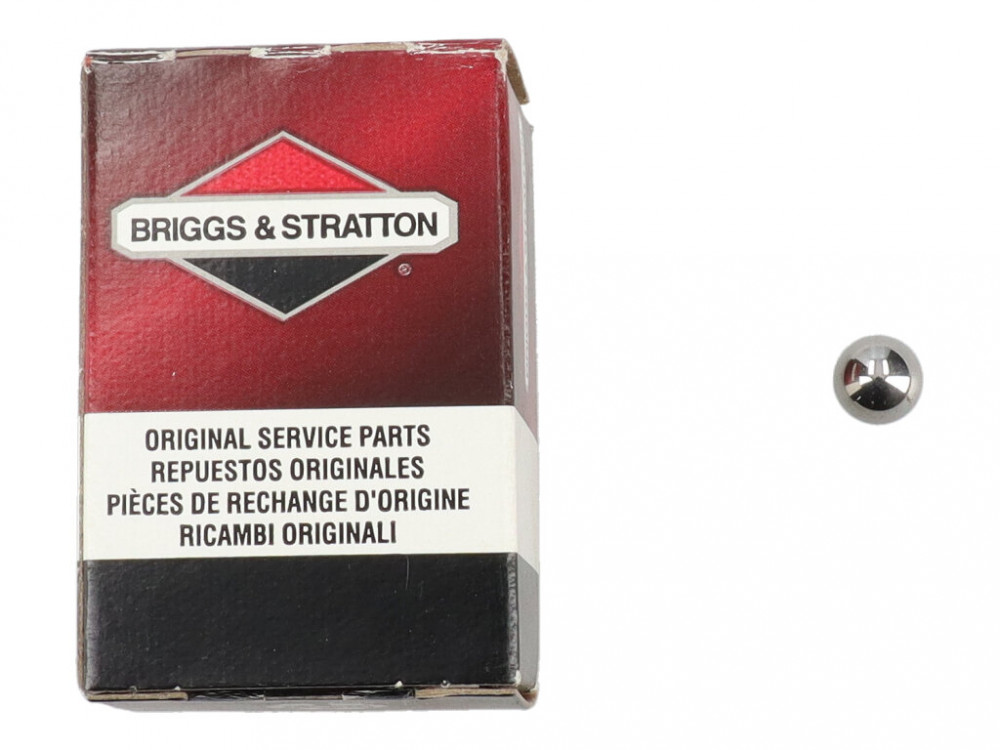 BRIGGS & STRATTON
®
ORIGINAL SERVICE PARTS
REPUESTOS ORIGINALES
PIÈCES DE RECHANGE D'ORIGINE
RICAMBI ORIGINALI